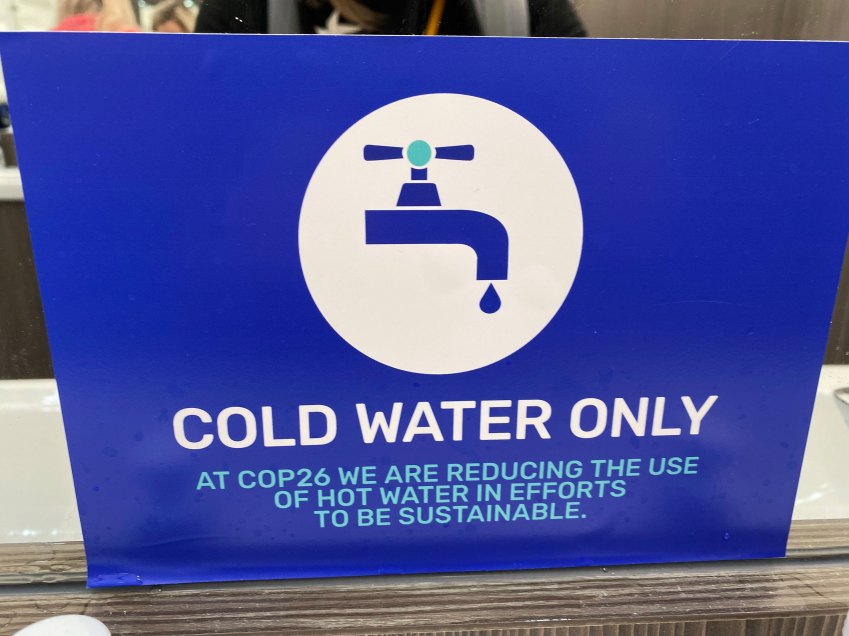 COLD WATER ONLY
AT COP26 WE ARE REDUCING THE USE
OF HOT WATER IN EFFORTS
TO BE SUSTAINABLE.